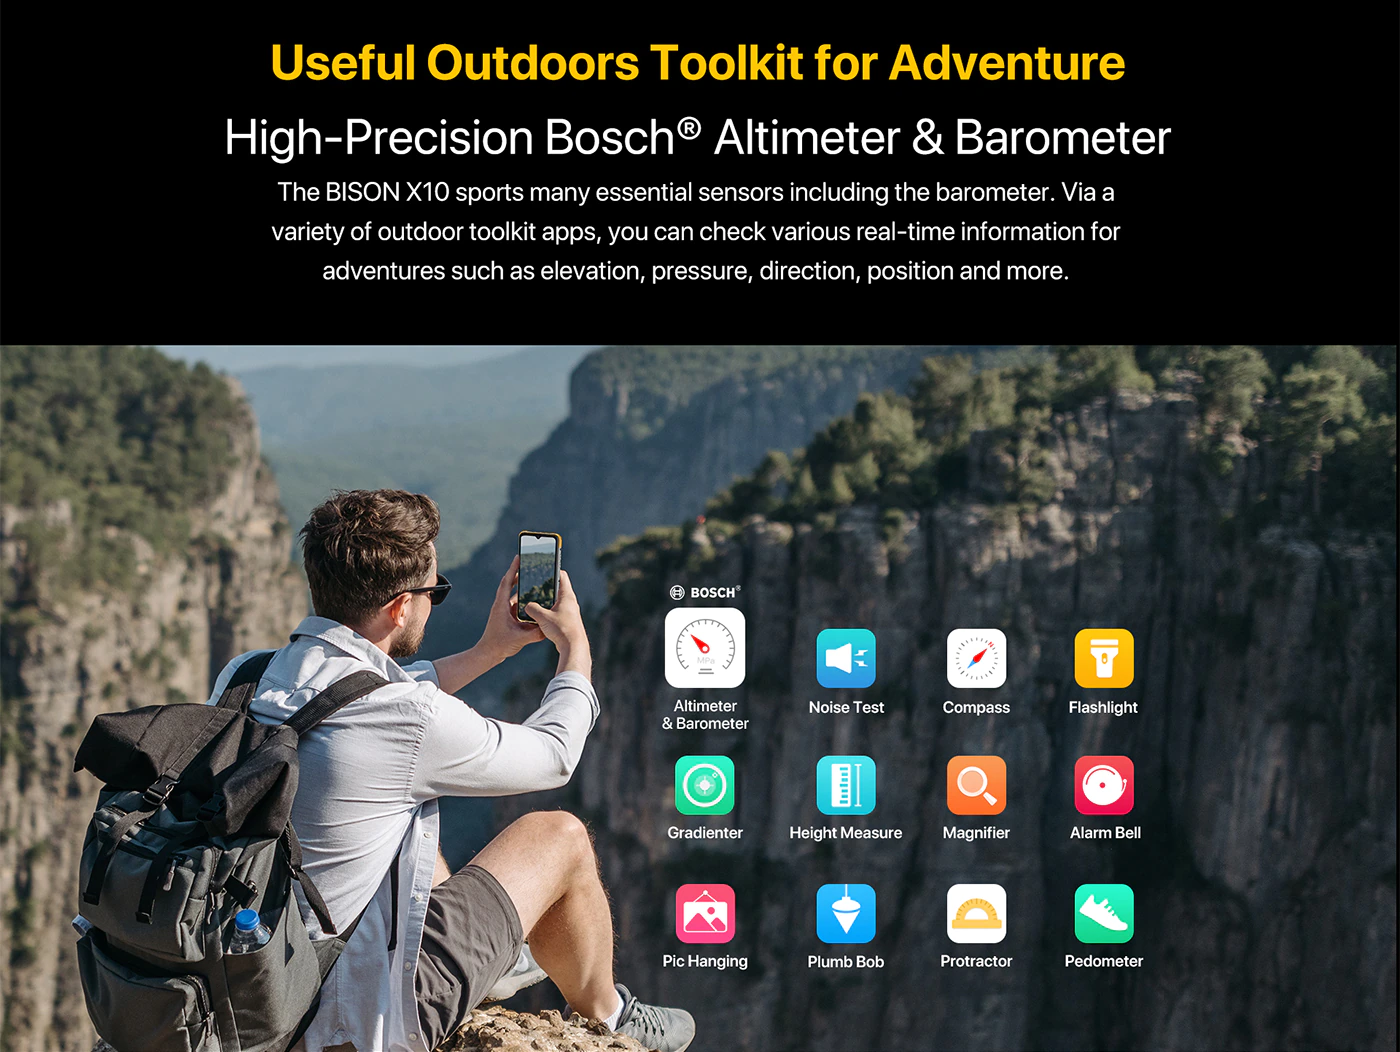 Useful Outdoors Toolkit for Adventure
High-Precision Bosch® Altimeter & Barometer
The BISON X10 sports many essential sensors including the barometer. Via a
variety of outdoor toolkit apps, you can check various real-time information for
adventures such as elevation, pressure, direction, position and more.
BOSCH®
MPa
Altimeter
& Barometer
Noise Test
Compass
Flashlight
Gradienter
Height Measure
Magnifier
Alarm Bell
Pic Hanging
Plumb Bob
Protractor
Pedometer